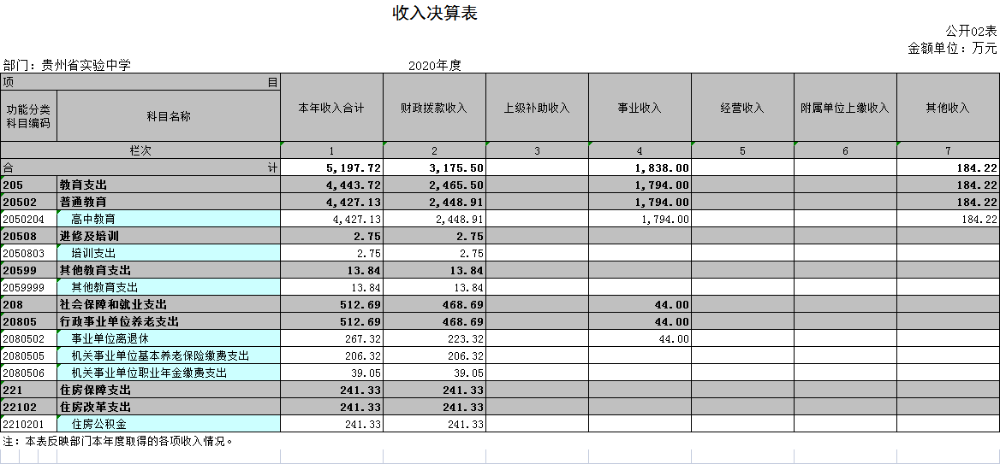 收入决算表
公开02表
金额单位：万元
部门：贵州省实验中学 2020年度
项 目 本年收入合计 财政拨款收入 上级补助收入 事业收入 经营收入 附属单位上缴收入 其他收入
功能分类科目编码 科目名称
栏次 1 2 3 4 5 6 7
合 计 5,197.72 3,175.50 1,838.00 184.22
205 教育支出 4,443.72 2,465.50 1,794.00 184.22
20502 普通教育 4,427.13 2,448.91 1,794.00 184.22
2050204 高中教育 4,427.13 2,448.91 1,794.00 184.22
20508 进修及培训 2.75 2.75
2050803 培训支出 2.75 2.75
20599 其他教育支出 13.84 13.84
2059999 其他教育支出 13.84 13.84
208 社会保障和就业支出 512.69 468.69 44.00
20805 行政事业单位养老支出 512.69 468.69 44.00
2080502 事业单位离退休 267.32 223.32 44.00
2080505 机关事业单位基本养老保险缴费支出 206.32 206.32
2080506 机关事业单位职业年金缴费支出 39.05 39.05
221 住房保障支出 241.33 241.33
22102 住房改革支出 241.33 241.33
2210201 住房公积金 241.33 241.33
注：本表反映部门本年度取得的各项收入情况。